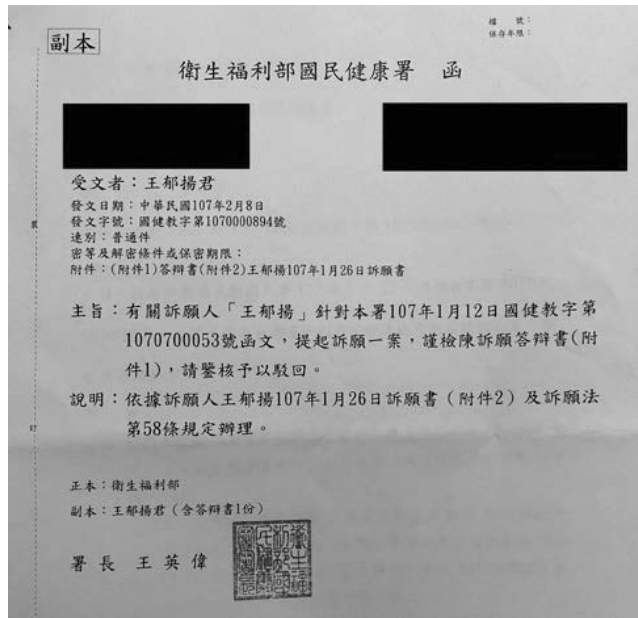 檔　　號：
保存年限：
副本
衛生福利部國民健康署　函
受文者：王郁揚君
發文日期：中華民國107年2月8日
發文字號：國健教字第1070000894號
速別：普通件
密等及解密條件或保密期限：
附件：(附件1)答辯書(附件2)王郁揚107年1月26日訴願書
裝
主旨：有關訴願人「王郁揚」針對本署107年1月12日國健教字第
1070700053號函文，提起訴願一案，謹檢陳訴願答辯書(附
件1)，請鑒核予以駁回。
說明：依據訴願人王郁揚107年1月26日訴願書（附件2）及訴願法
第58條規定辦理。
訂
正本：衛生福利部
副本：王郁揚君（含答辯書1份）
署長　王英偉